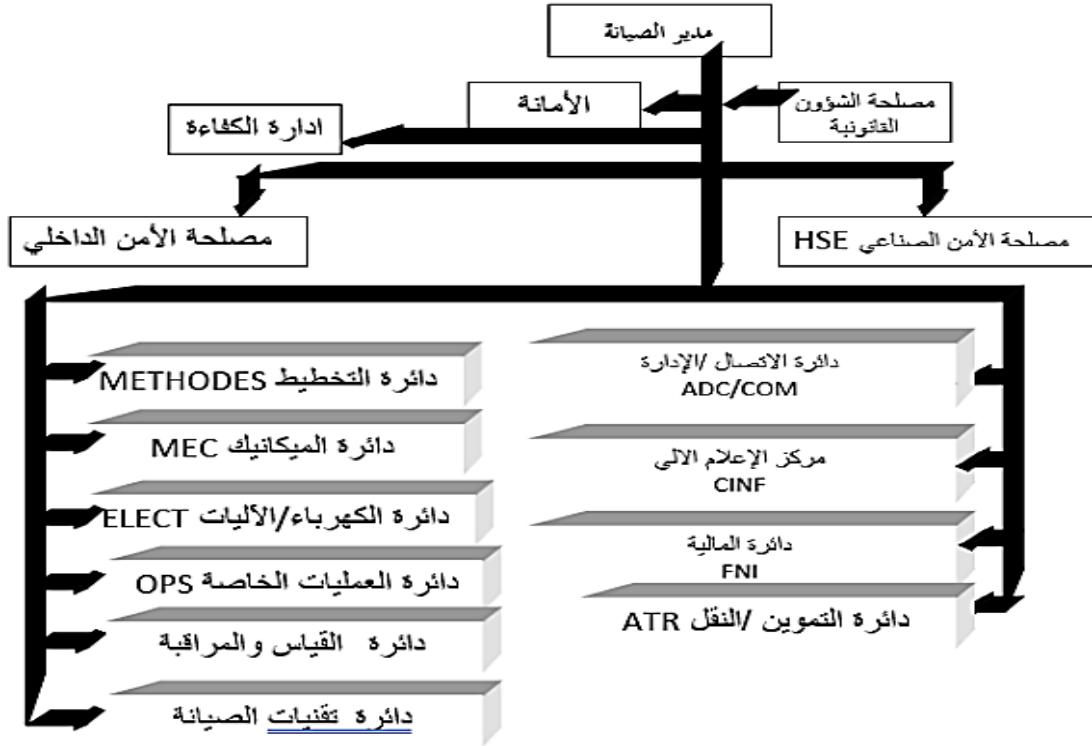 مدير الصيانة
الأمانة
مصلحة الشؤون
القانونية
ادارة الكفاءة
مصلحة الأمن الداخلي
مصلحة الأمن الصناعي HSE
دائرة الاتصال /الإدارة
ADC/COM
مركز الإعلام الالي
CINF
دائرة المالية
FNI
دائرة التموين /النقل ATR
دائرة التخطيط METHODES
دائرة الميكانيك MEC
دائرة الكهرباء/الأليات ELECT
دائرة العمليات الخاصة OPS
دائرة القياس والمراقبة
دائرة تقنيات الصيانة